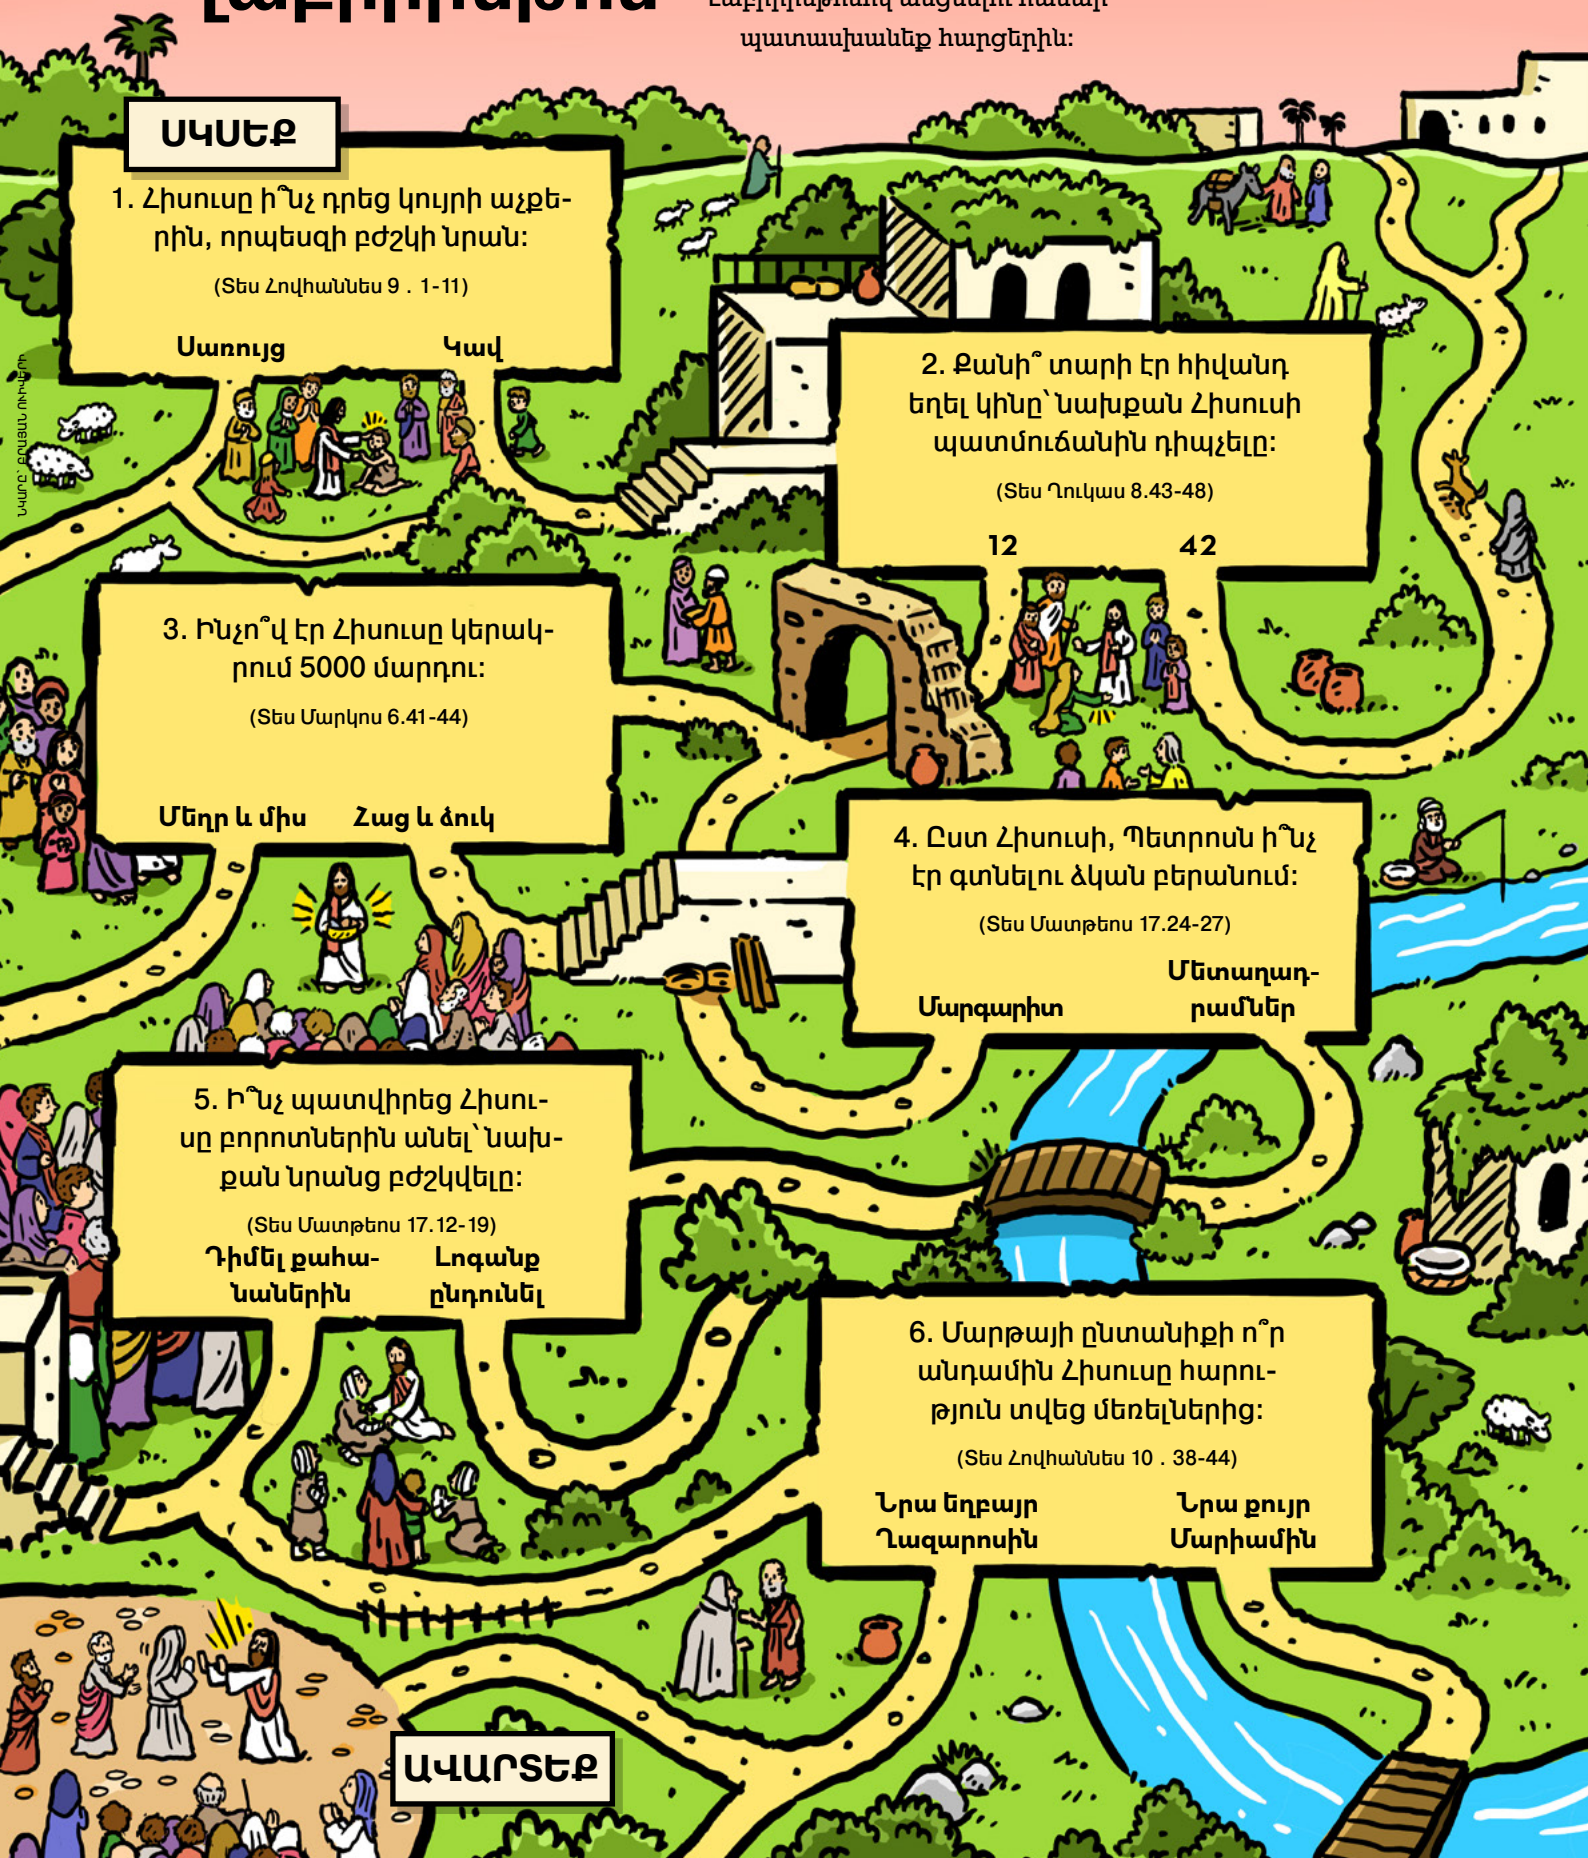 պատասխանեք հարցերին:
ՍԿՍԵՔ
1. Հիսուսը ի՞նչ դրեց կույրի աչքե-
րին, որպեսզի բժշկի նրան:
(Տես Հովհաննես 9 . 1-11)
Սառույց
Կավ
2. Քանի՞ տարի էր հիվանդ
եղել կինը՝ նախքան Հիսուսի
պատմուճանին դիպչելը:
(Տես Ղուկաս 8.43-48)
12
42
3. Ինչո՞վ էր Հիսուսը կերակ-
րում 5000 մարդու:
(Տես Մարկոս 6.41-44)
Մեղր և միս
Հաց և ձուկ
4. Ըստ Հիսուսի, Պետրոսն ի՞նչ
էր գտնելու ձկան բերանում:
(Տես Մատթեոս 17.24-27)
Մարգարիտ
Մետաղադ-
րամներ
5. Ի՞նչ պատվիրեց Հիսու-
սը բորոտներին անել՝ նախ-
քան նրանց բժշկվելը:
(Տես Մատթեոս 17.12-19)
Դիմել քահա-
նաներին
Լոգանք
ընդունել
6. Մարթայի ընտանիքի ո՞ր
անդամին Հիսուսը հարու-
թյուն տվեց մեռելներից:
(Տես Հովհաննես 10 . 38-44)
Նրա եղբայր
Ղազարոսին
Նրա քույր
Մարիամին
ԱՎԱՐՏԵՔ